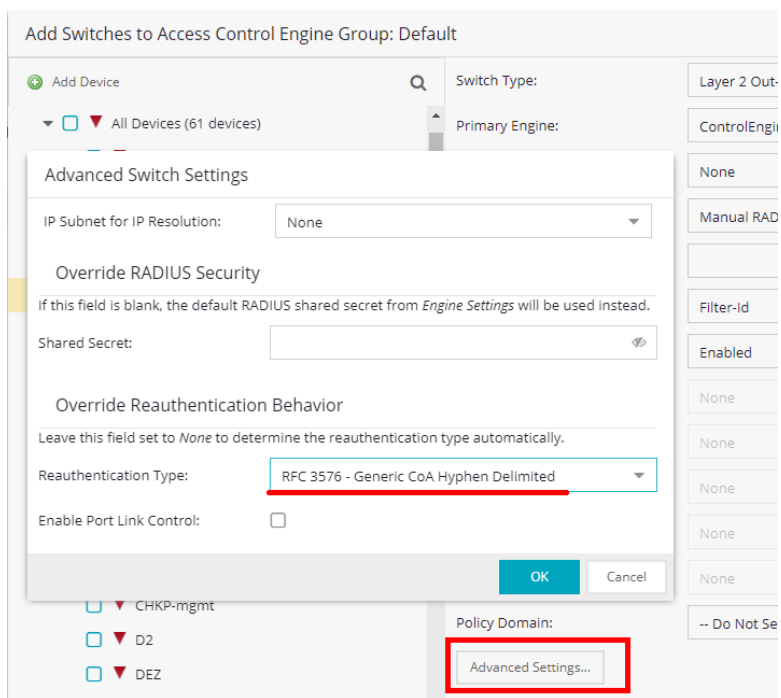 Add Switches to Access Control Engine Group: Default
Add Device
All Devices (61 devices)
Switch Type:
Layer 2 Out-
Primary Engine:
ControlEngi
None
Manual RAD
Filter-Id
Enabled
None
None
None
None
None
Advanced Switch Settings
IP Subnet for IP Resolution:
None
Override RADIUS Security
If this field is blank, the default RADIUS shared secret from Engine Settings will be used instead.
Shared Secret:
Override Reauthentication Behavior
Leave this field set to None to determine the reauthentication type automatically.
Reauthentication Type:
RFC 3576 - Generic CoA Hyphen Delimited
Enable Port Link Control:
OK
Cancel
CHKP-mgmt
D2
DEZ
Policy Domain:
-- Do Not Se
Advanced Settings...